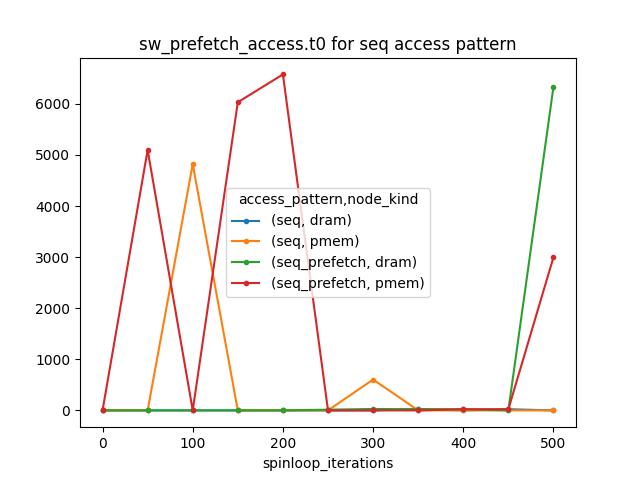 sw_prefetch_access.t0 for seq access pattern
6000
5000
4000
3000
2000
1000
0
access_pattern,node_kind
(seq, dram)
(seq, pmem)
(seq_prefetch, dram)
(seq_prefetch, pmem)
0 100 200 300 400 500
spinloop_iterations